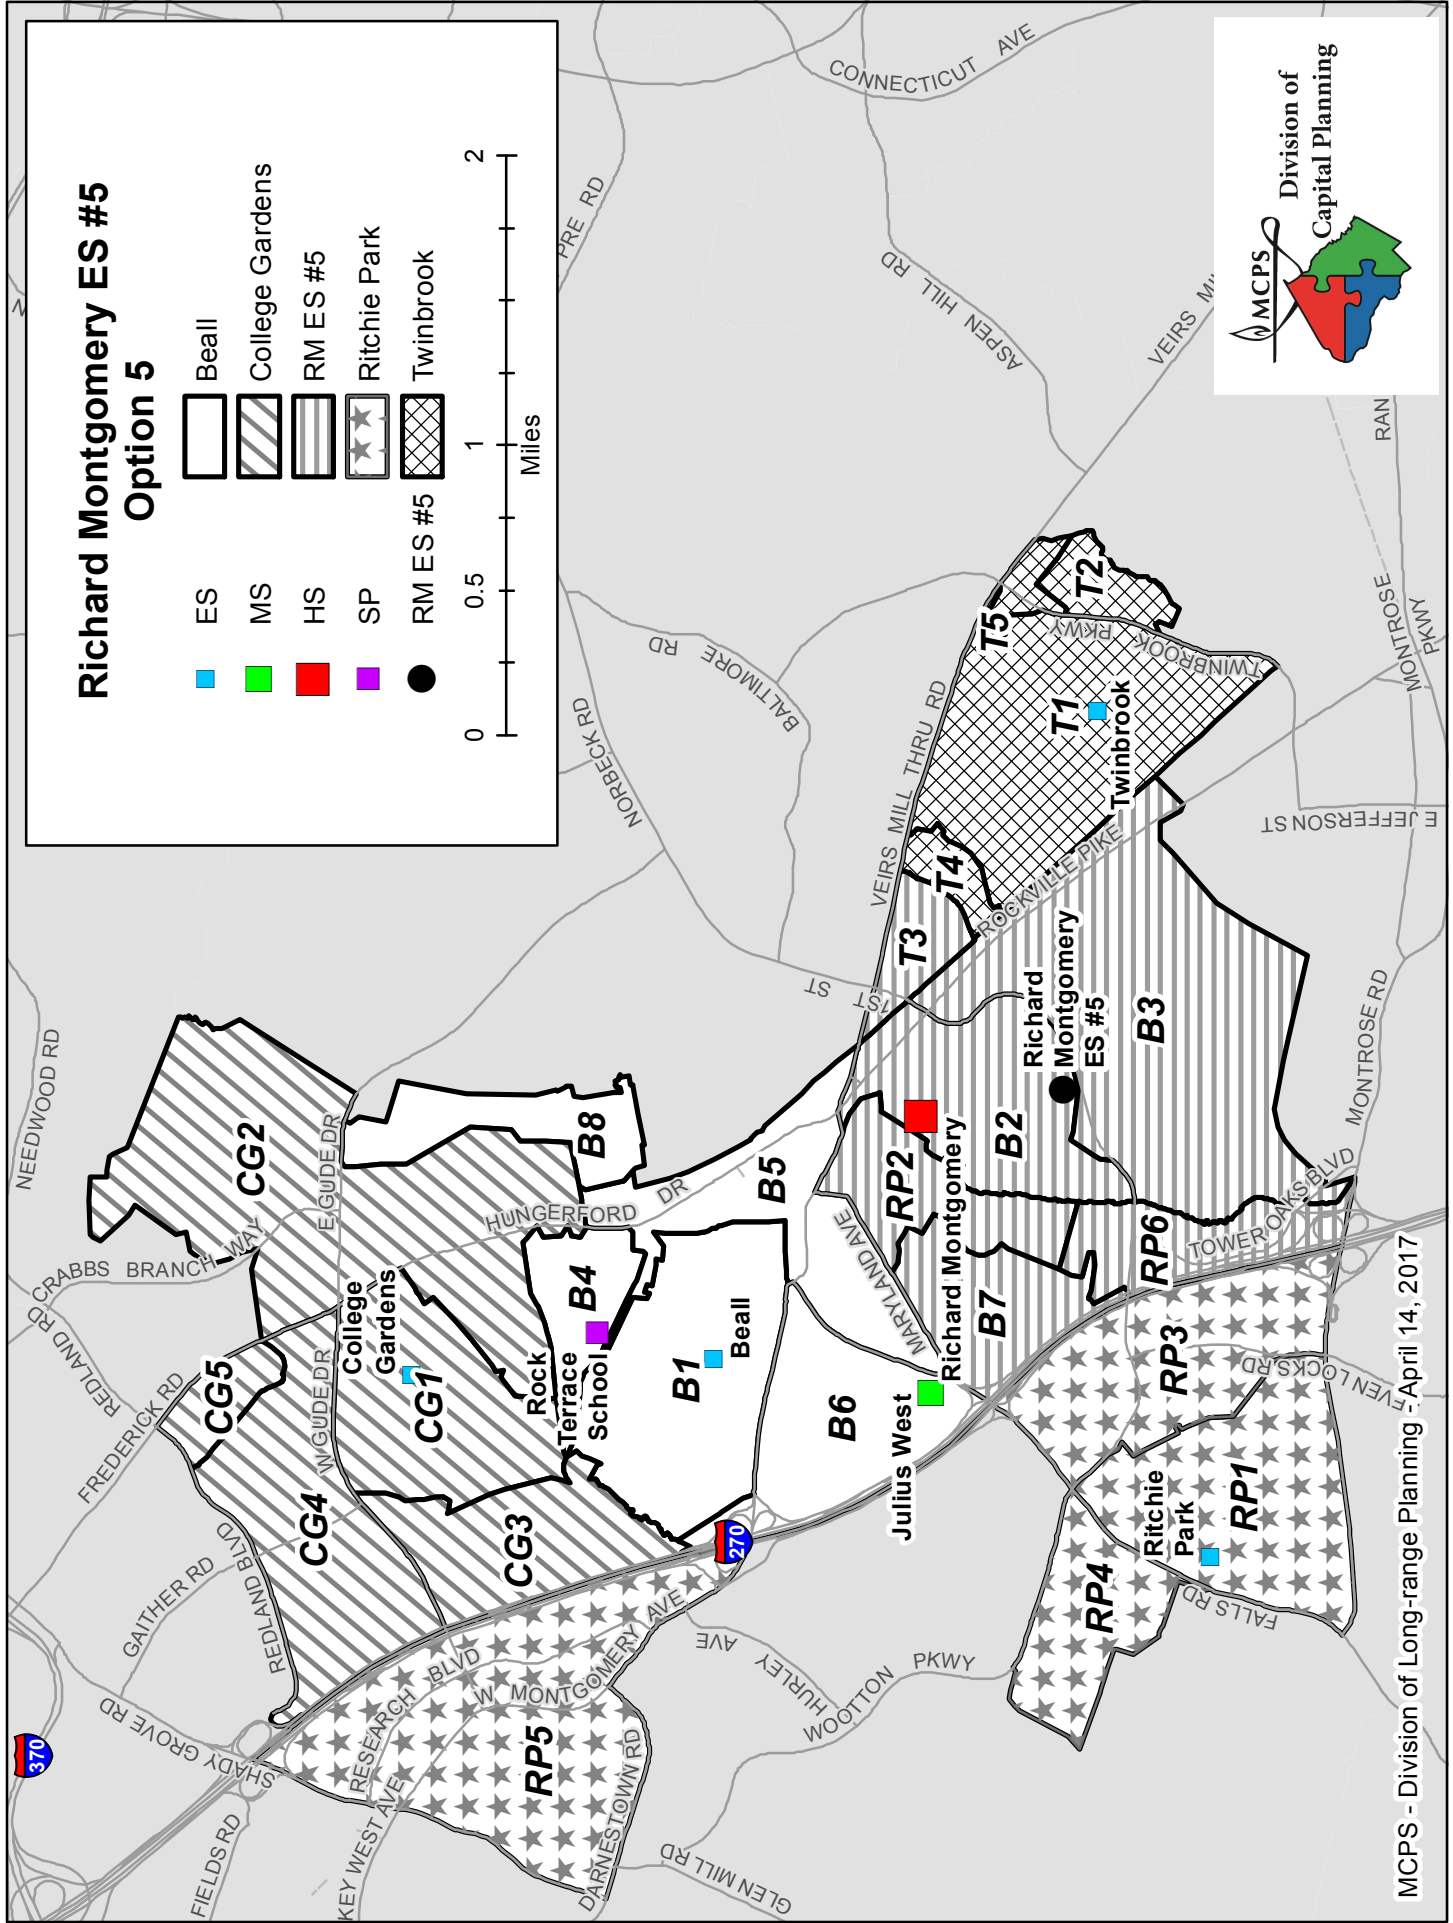 Richard Montgomery ES #5
Option 5
ES
MS
HS
SP
RM ES #5
Beall
College Gardens
RM ES #5
Ritchie Park
Twinbrook
0
0.5
1
2
Miles
370
NEEDWOOD RD
CRABBS BRANCH WAY
REDLAND RD
FREDERICK RD
GAITHER RD
REDLAND BLVD
SHADY GROVE RD
FIELDS RD
KEY WEST AVE
RESEARCH BLVD
W MONTGOMERY AVE
DARNESTOWN RD
GLEN MILL RD
HURLEY AVE
WOOTTON PKWY
W GUDE DR
E GUDE DR
HUNGERFORD DR
NORBECK RD
BALTIMORE RD
PRE RD
CONNECTICUT AVE
ASPEN HILL RD
VEIRS MI
VEIRS MILL THRU RD
1ST ST
ROCKVILLE PIKE
TWINBROOK PKWY
MARYLAND AVE
TOWER OAKS BLVD
MONTROSE RD
MONTROSE PKWY
E JEFFERSON ST
RAN
FALLS RD
SEVEN LOCKS RD
270
CG2
CG5
CG4
CG1
CG3
College
Gardens
Rock
Terrace
School
B4
B8
B5
B1
Beall
B6
Julius West
Richard Montgomery
RP2
B2
B7
B3
Richard
Montgomery
ES #5
T3
T4
T1
T5
T2
Twinbrook
RP6
RP3
RP1
RP4
RP5
Ritchie
Park
MCPS
Division of
Capital Planning
MCPS - Division of Long-range Planning - April 14, 2017